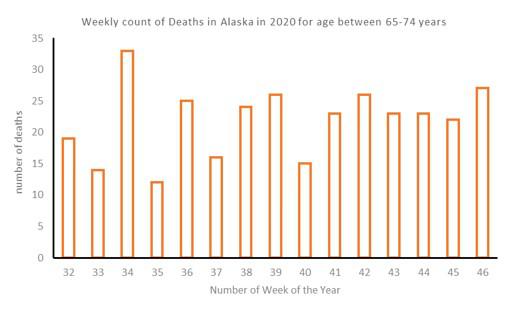 Weekly count of Deaths in Alaska in 2020 for age between 65-74 years
35
30
25
20
15
10
5
0
number of deaths
32 33 34 35 36 37 38 39 40 41 42 43 44 45 46
Number of Week of the Year